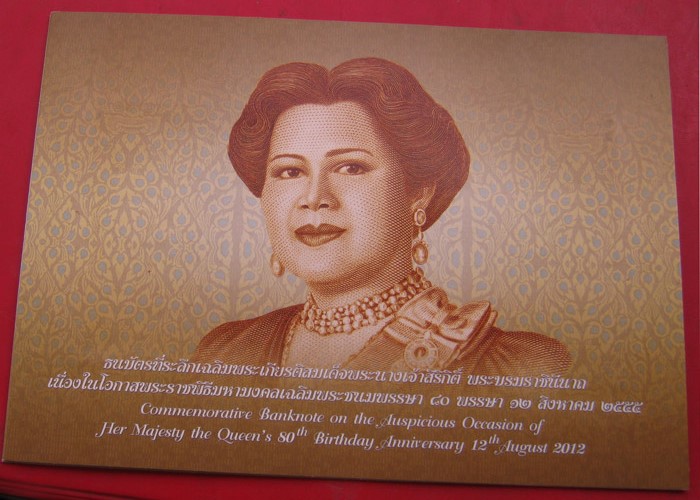 ธนบัตรที่ระลึกเฉลิมพระเกียรติสมเด็จพระนางเจ้าสิริกิติ์ พระบรมราชินีนาถ
เนื่องในโอกาสพระราชพิธีมหามงคลเฉลิมพระชนมพรรษา ๘๐ พรรษา ๑๒ สิงหาคม ๒๕๕๕
Commemorative Banknote on the Auspicious Occasion of
Her Majesty the Queen's 80th Birthday Anniversary 12th August 2012